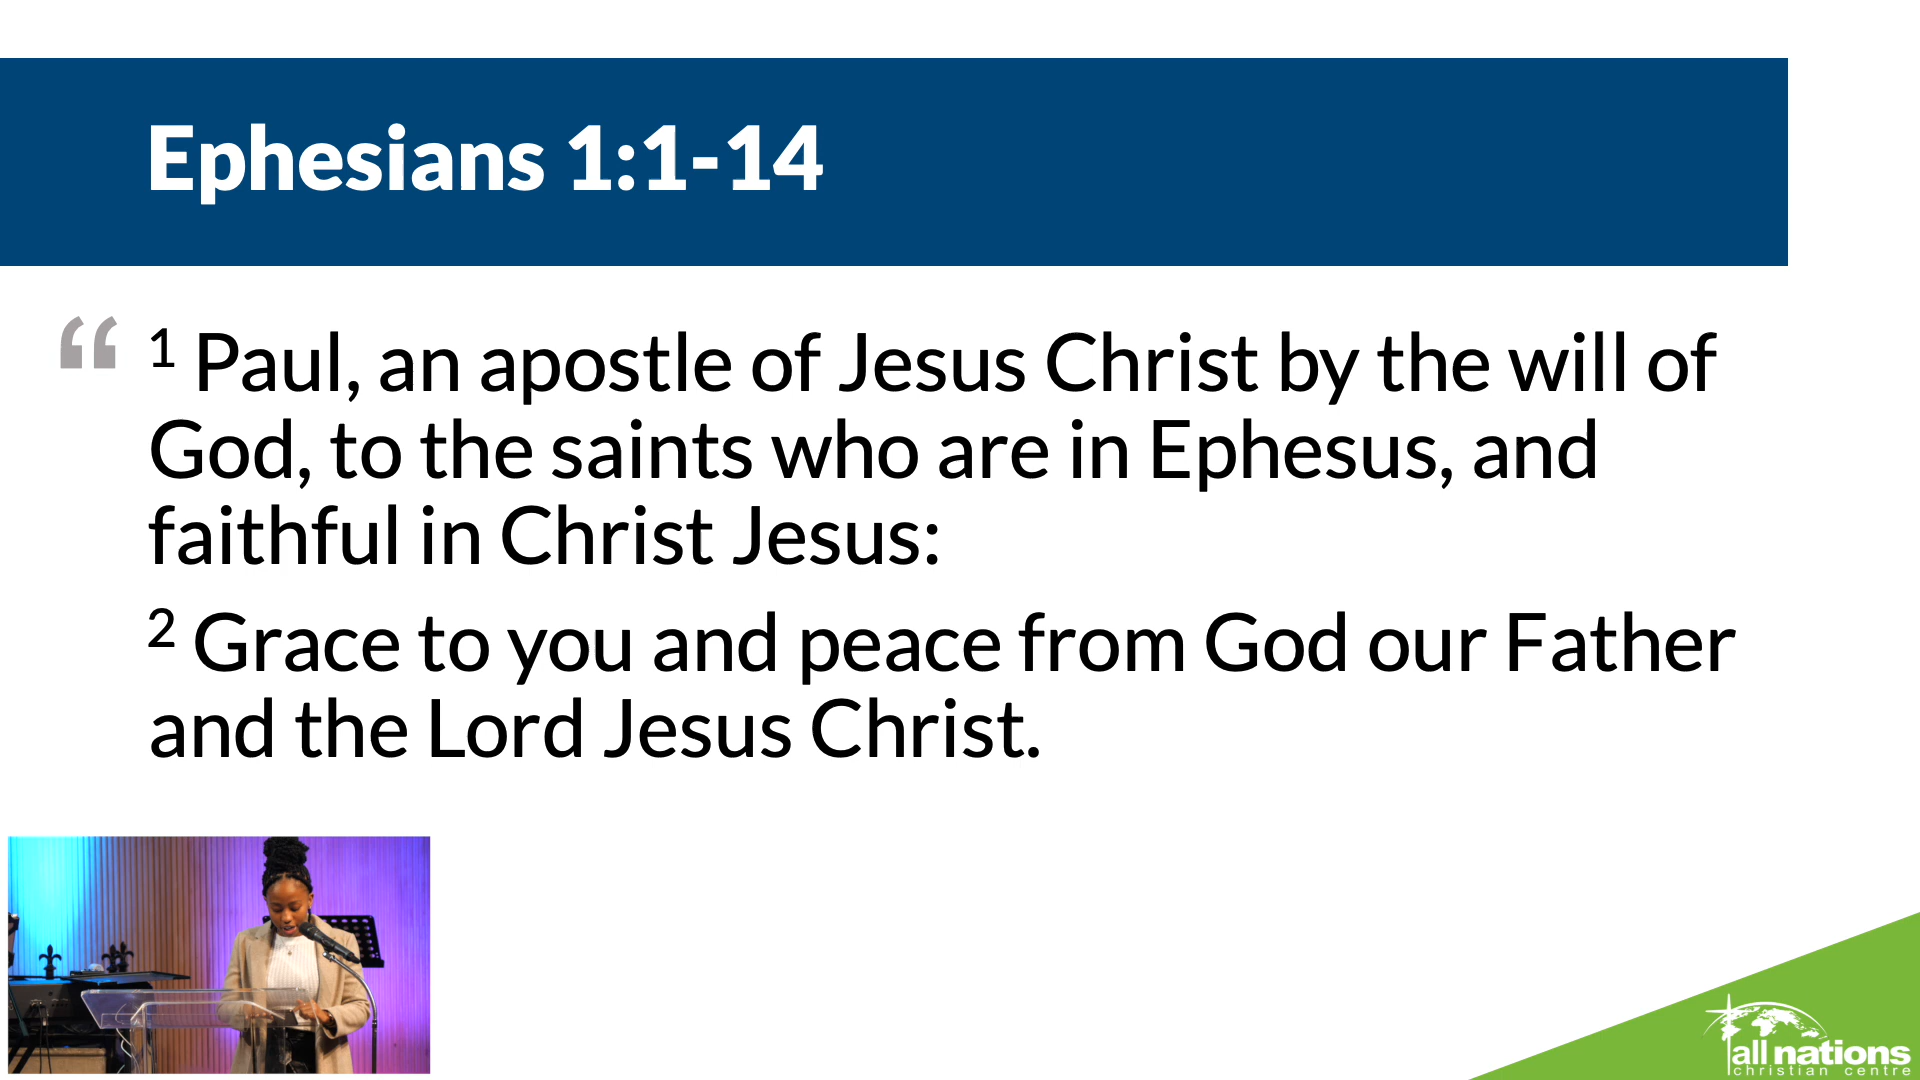 Ephesians 1:1-14
“ 1 Paul, an apostle of Jesus Christ by the will of
God, to the saints who are in Ephesus, and
faithful in Christ Jesus:
2 Grace to you and peace from God our Father
and the Lord Jesus Christ.
all nations
christian centre